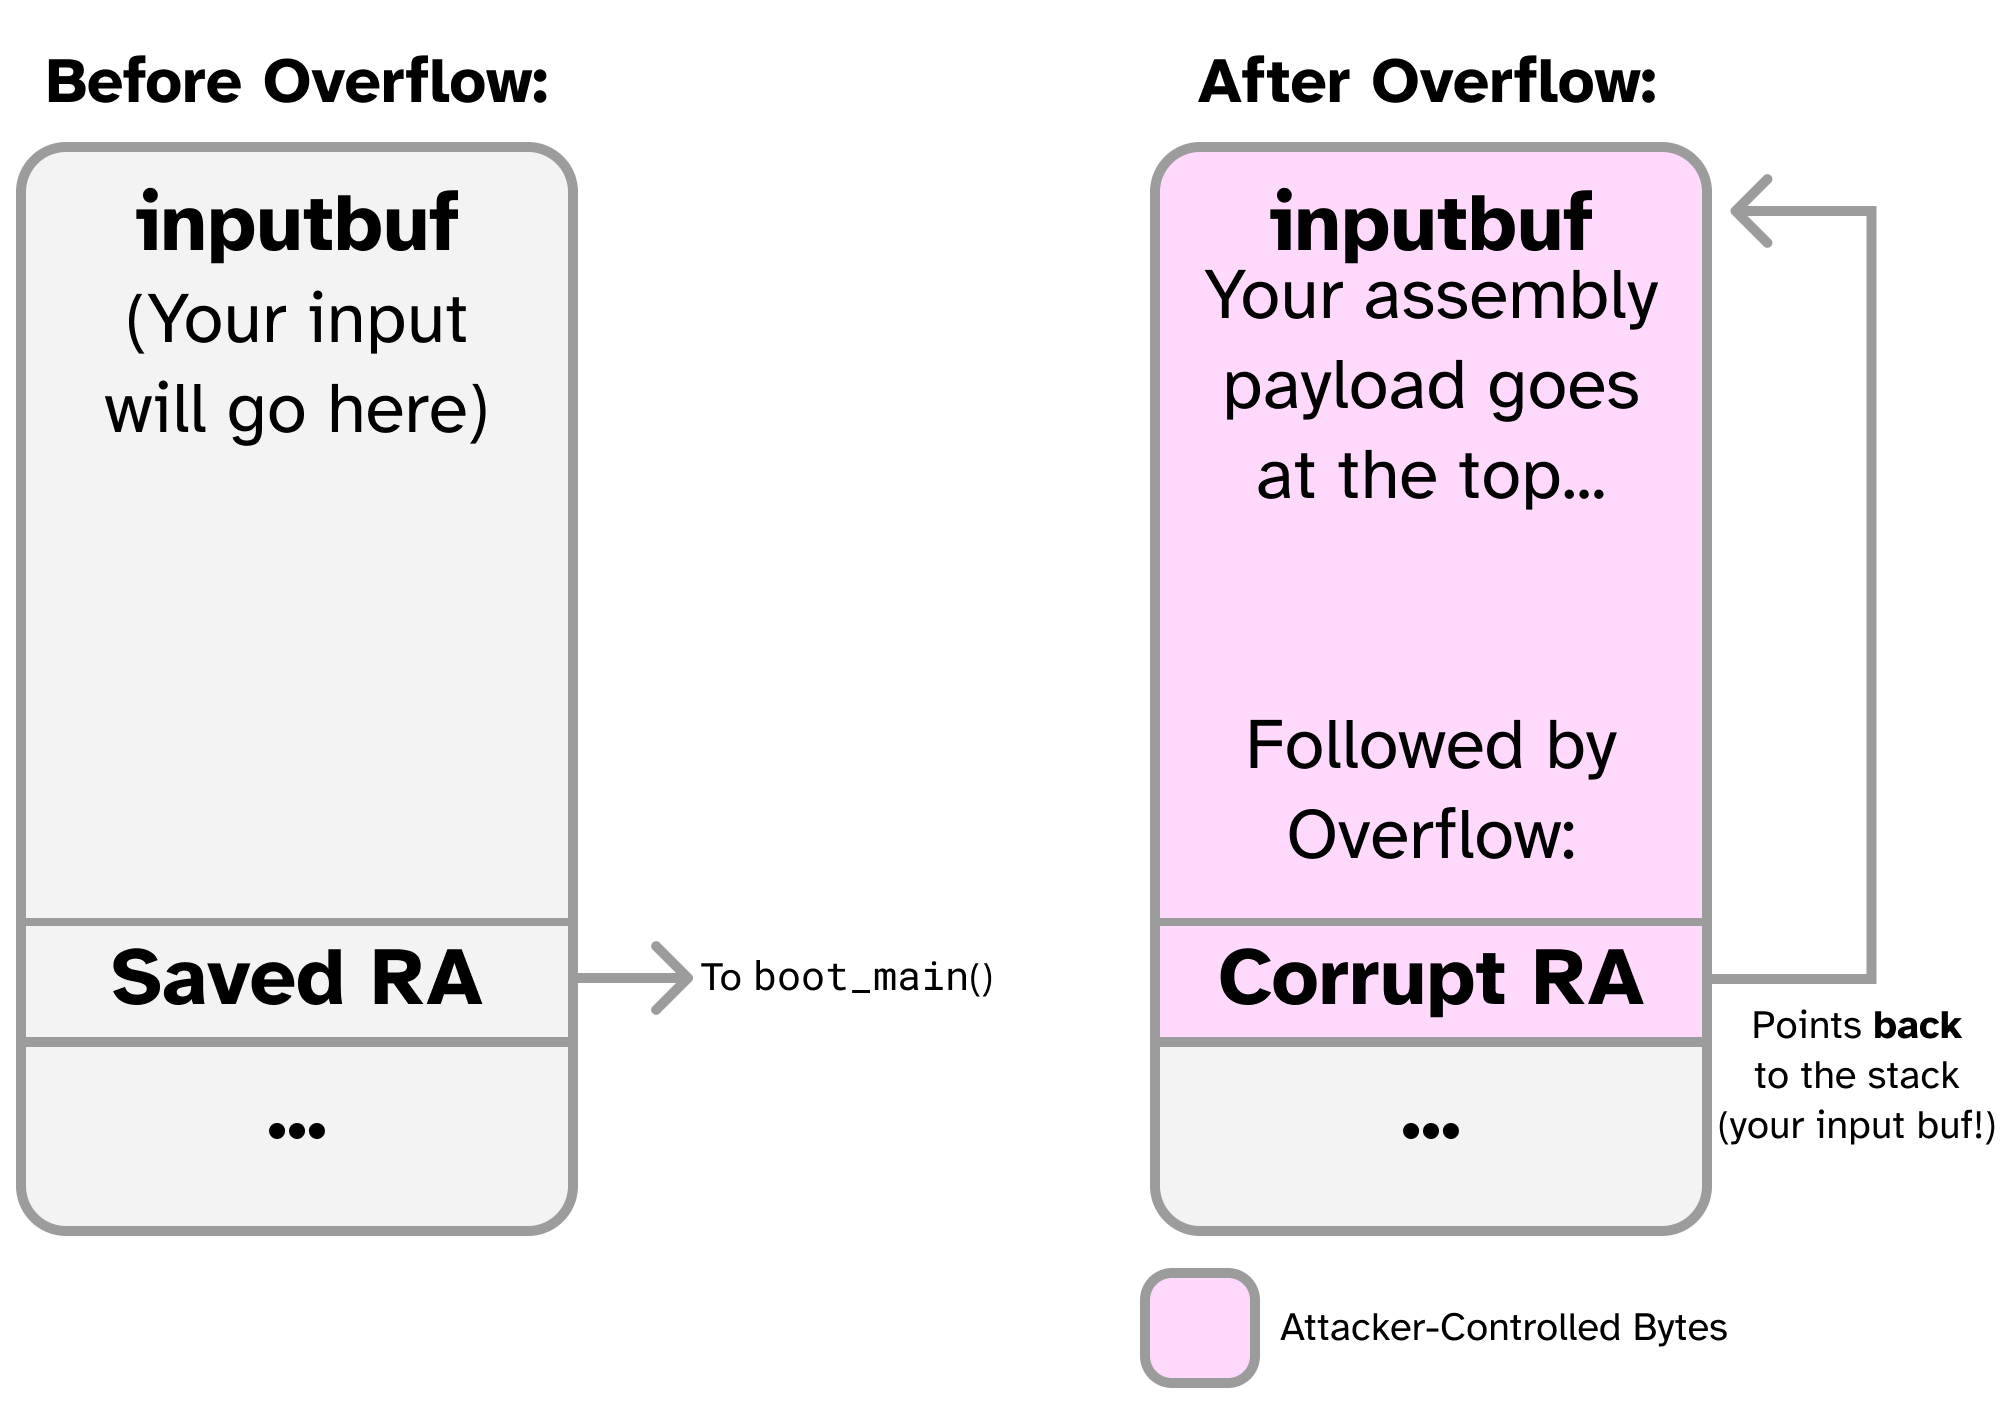 Before Overflow:
inputbuf
(Your input
will go here)
Saved RA
To boot_main()
•••
After Overflow:
inputbuf
Your assembly
payload goes
at the top...
Followed by
Overflow:
Corrupt RA
Points back
to the stack
(your input buf!)
•••
Attacker-Controlled Bytes